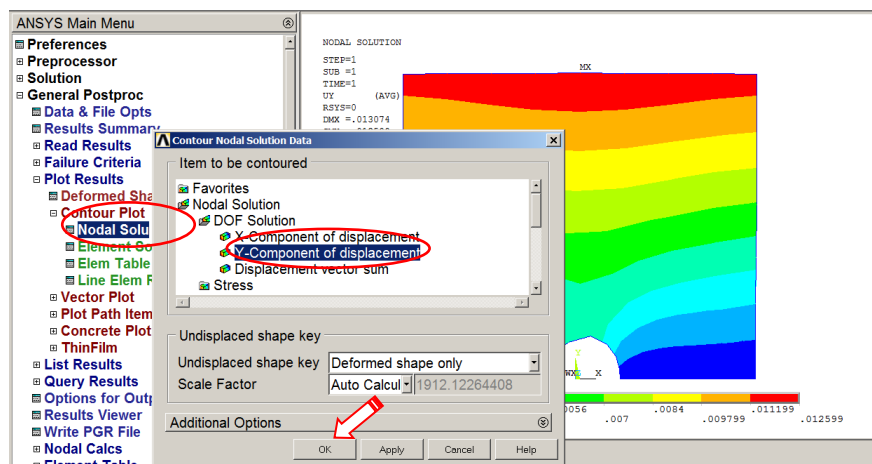 ANSYS Main Menu
Preferences
Preprocessor
Solution
General Postproc
Data & File Opts
Results Summary
Read Results
Failure Criteria
Plot Results
Deformed Sha
Contour Plot
Nodal Solu
Element So
Elem Table
Line Elem R
Vector Plot
Plot Path Item
Concrete Plot
ThinFilm
List Results
Query Results
Options for Outp
Results Viewer
Write PGR File
Nodal Calcs
Element Table
Contour Nodal Solution Data
Item to be contoured
Favorites
Nodal Solution
DOF Solution
X-Component of displacement
Y-Component of displacement
Displacement vector sum
Stress
Undisplaced shape key
Undisplaced shape key Deformed shape only
Scale Factor Auto Calcul 1912.12264408
Additional Options
OK Apply Cancel Help
NODAL SOLUTION
STEP=1
SUB =1
TIME=1
UY (AVG)
RSYS=0
DMX =.013074
MX
Y
X
0056 .007 .0084 .009799 .011199 .012599